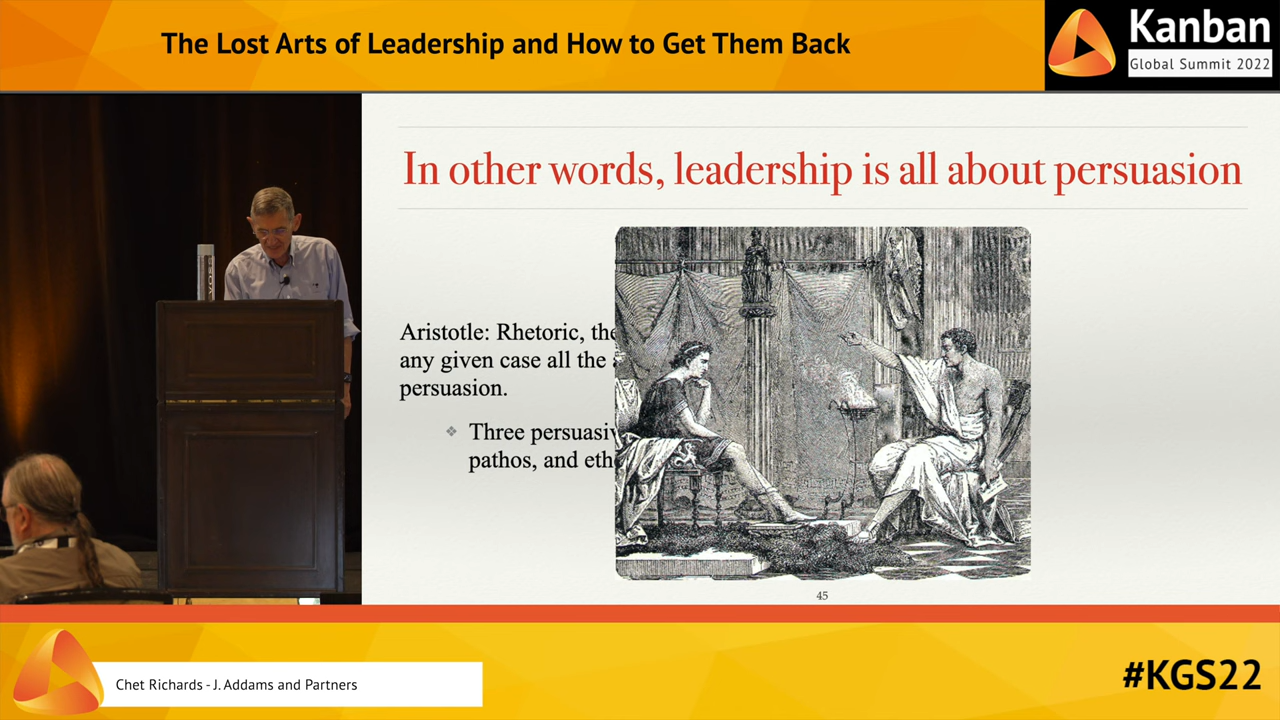 The Lost Arts of Leadership and How to Get Them Back
Kanban
Global Summit 2022
In other words, leadership is all about persuasion
Aristotle: Rhetoric, the
any given case all the
persuasion.
Three persuasiv
pathos, and eth
45
Chet Richards - J. Addams and Partners
#KGS22